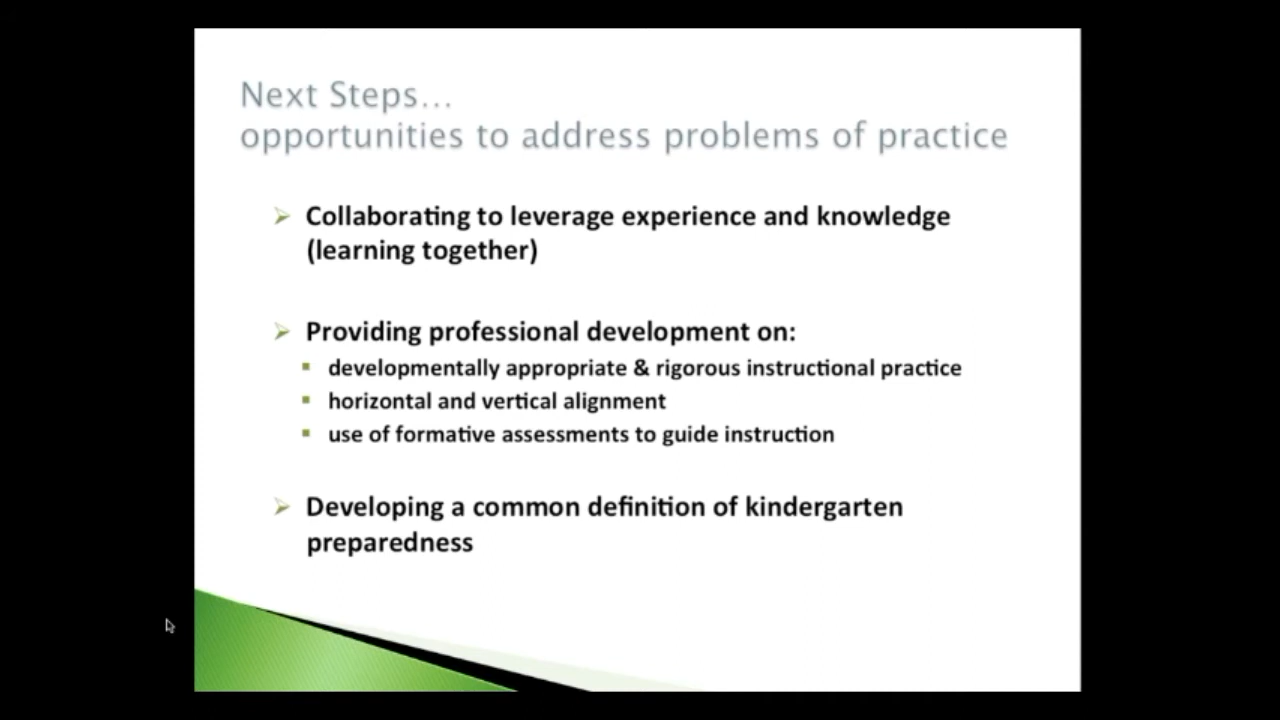 Next Steps...
opportunities to address problems of practice
Collaborating to leverage experience and knowledge
(learning together)
Providing professional development on:
developmentally appropriate & rigorous instructional practice
horizontal and vertical alignment
use of formative assessments to guide instruction
Developing a common definition of kindergarten
preparedness